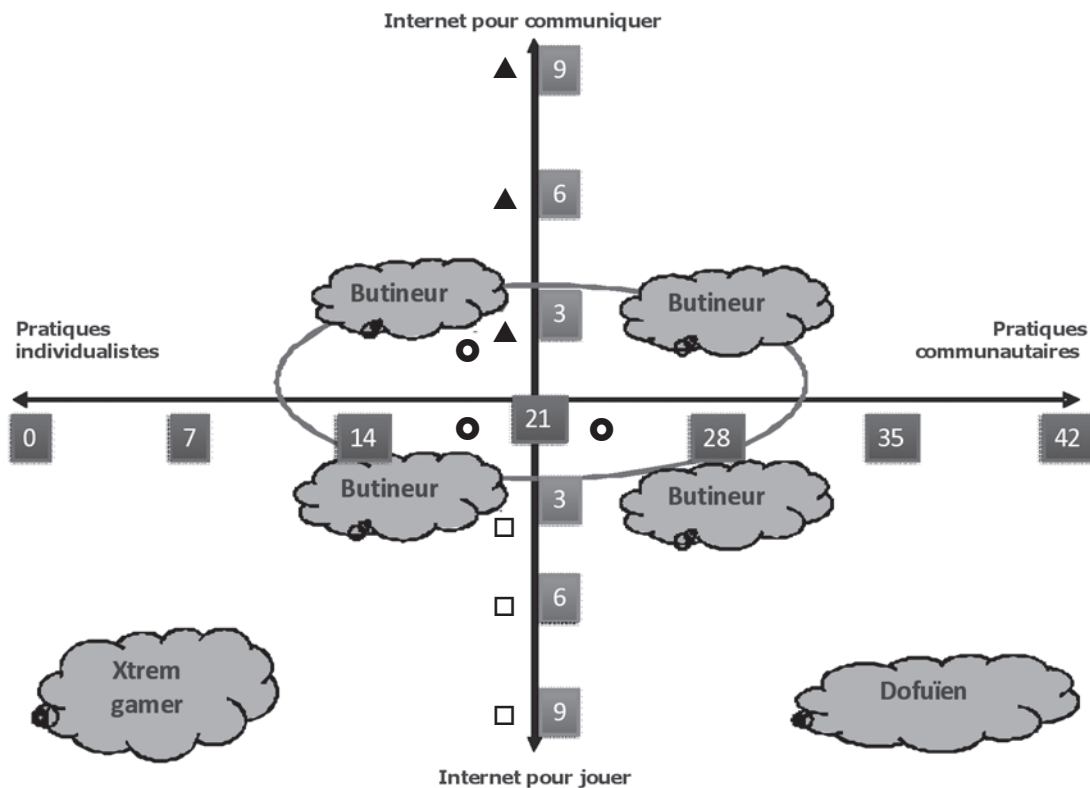 Internet pour communiquer
9
6
Butineur
Butineur
3
Pratiques
individualistes
Pratiques
communautaires
0
7
14
21
28
35
42
Butineur
3
Butineur
6
Xtrem
gamer
Dofuïen
9
Internet pour jouer